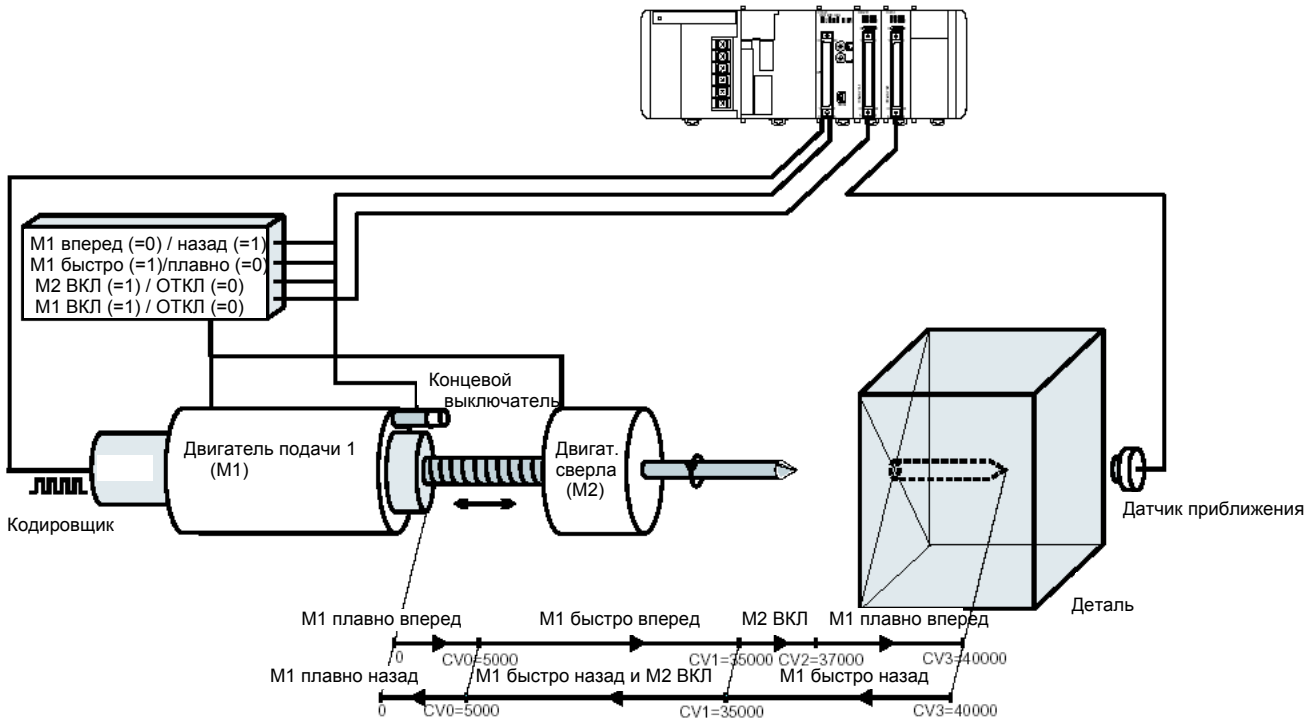 М1 вперед (=0) / назад (=1)
М1 быстро (=1)/плавно (=0)
М2 ВКЛ (=1) / ОТКЛ (=0)
М1 ВКЛ (=1) / ОТКЛ (=0)
Концевой
выключатель
Двигатель подачи 1
(М1)
Двигат.
сверла
(М2)
Кодировщик
Датчик приближения
Деталь
М1 плавно вперед
М1 быстро вперед
М2 ВКЛ
М1 плавно вперед
0
CV0=5000
CV1=35000
CV2=37000
CV3=40000
М1 плавно назад
М1 быстро назад и М2 ВКЛ
М1 быстро назад
0
CV0=5000
CV1=35000
CV3=40000